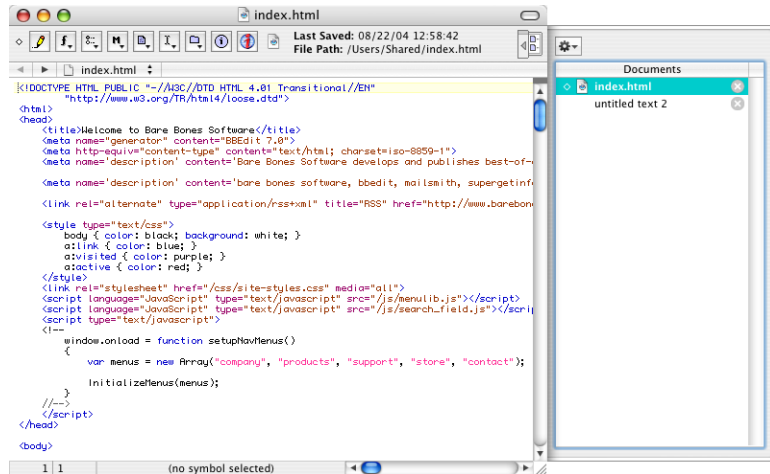 index.html
Last Saved: 08/22/04 12:58:42
File Path: /Users/Shared/index.html
index.html
<!DOCTYPE HTML PUBLIC "-//W3C//DTD HTML 4.01 Transitional//EN"
"http://www.w3.org/TR/html4/loose.dtd">
<html>
<head>
<title>Welcome to Bare Bones Software</title>
<meta name="generator" content="BBEdit 7.0">
<meta http-equiv="content-type" content="text/html; charset=iso-8859-1">
<meta name='description' content='Bare Bones Software develops and publishes best-of-
<meta name='description' content='bare bones software, bbedit, mailsmith, supergetinfo
<link rel="alternate" type="application/rss+xml" title="RSS" href="http://www.barebon
<style type="text/css">
body { color: black; background: white; }
a:link { color: blue; }
a:visited { color: purple; }
a:active { color: red; }
</style>
<link rel="stylesheet" href="/css/site-styles.css" media="all">
<script language="JavaScript" type="text/javascript" src="/js/menulib.js"></script>
<script language="JavaScript" type="text/javascript" src="/js/search_field.js"></scrip
<script type="text/javascript">
<!--
window.onload = function setupNavMenus()
{
var menus = new Array("company", "products", "support", "store", "contact");
InitializeMenus(menus);
}
//-->
</script>
</head>
<body>
1 1 (no symbol selected)
Documents
index.html
untitled text 2